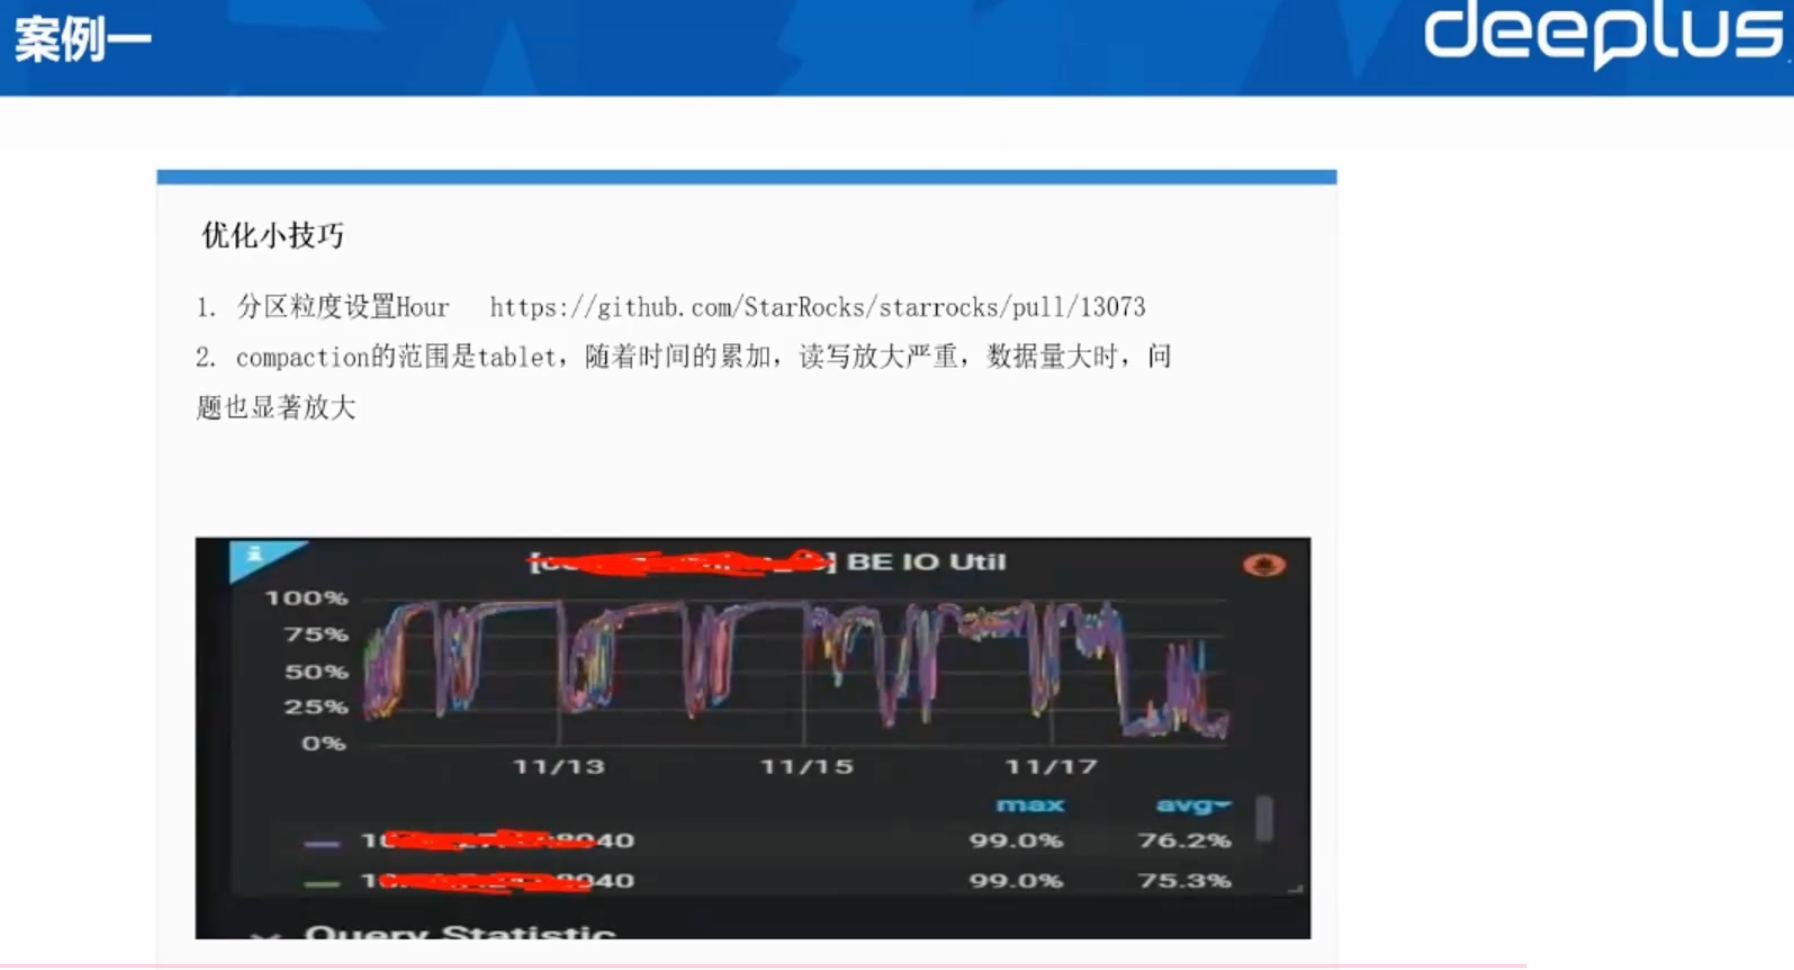 案例一
deeplus
优化小技巧
1. 分区粒度设置Hour https://github.com/StarRocks/starrocks/pull/13073
2. compaction的范围是tablet，随着时间的累加，读写放大严重，数据量大时，问
题也显著放大
i
] BE IO Util
100%
75%
50%
25%
0%
11/13 11/15 11/17
max avg
040 99.0% 76.2%
040 99.0% 75.3%
Query Statistic